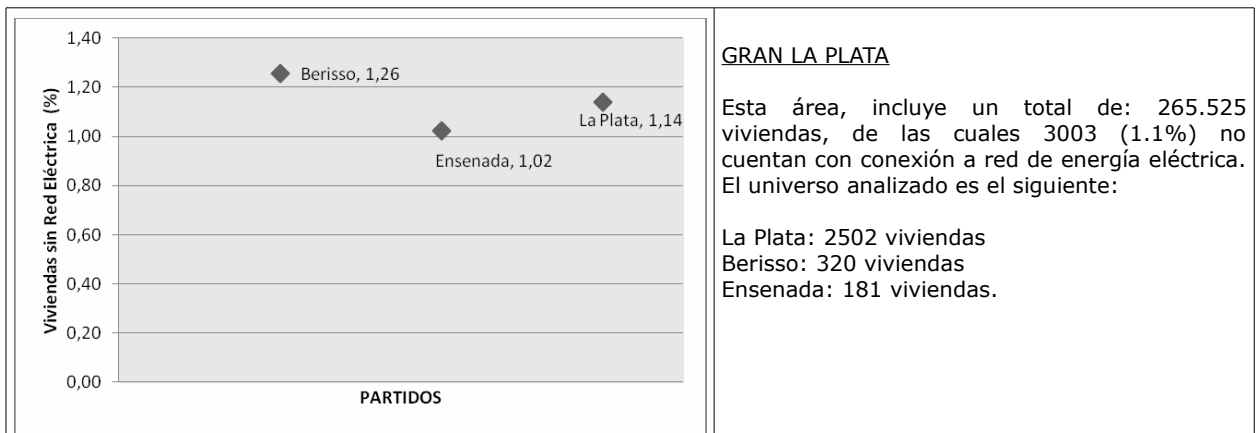 1,40
1,20
1,00
0,80
0,60
0,40
0,20
0,00
Viviendas sin Red Eléctrica (%)
Berisso, 1,26
La Plata, 1,14
Ensenada, 1,02
PARTIDOS
GRAN LA PLATA
Esta área, incluye un total de: 265.525
viviendas, de las cuales 3003 (1.1%) no
cuentan con conexión a red de energía eléctrica.
El universo analizado es el siguiente:
La Plata: 2502 viviendas
Berisso: 320 viviendas
Ensenada: 181 viviendas.